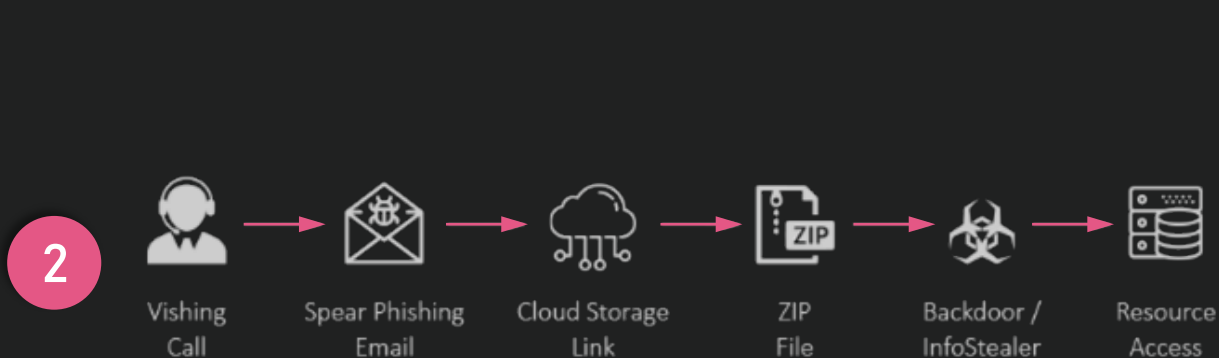 2
ZIP
Vishing Call
Spear Phishing Email
Cloud Storage Link
ZIP File
Backdoor / InfoStealer
Resource Access